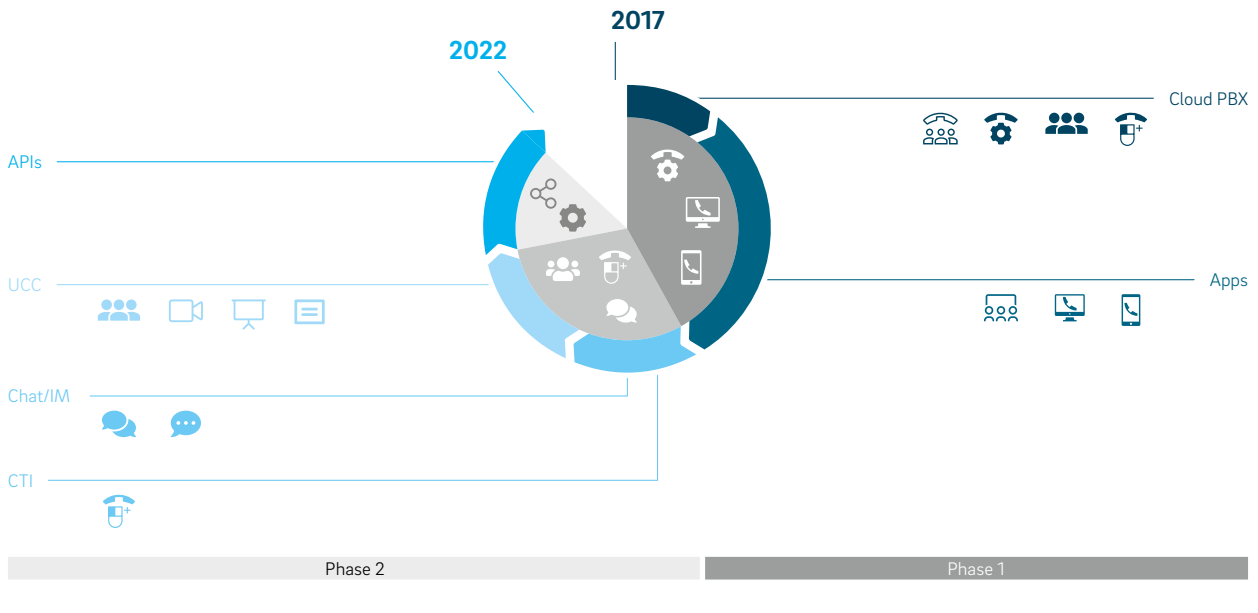 2017
2022
Cloud PBX
APIs
Apps
UCC
Chat/IM
CTI
Phase 2
Phase 1